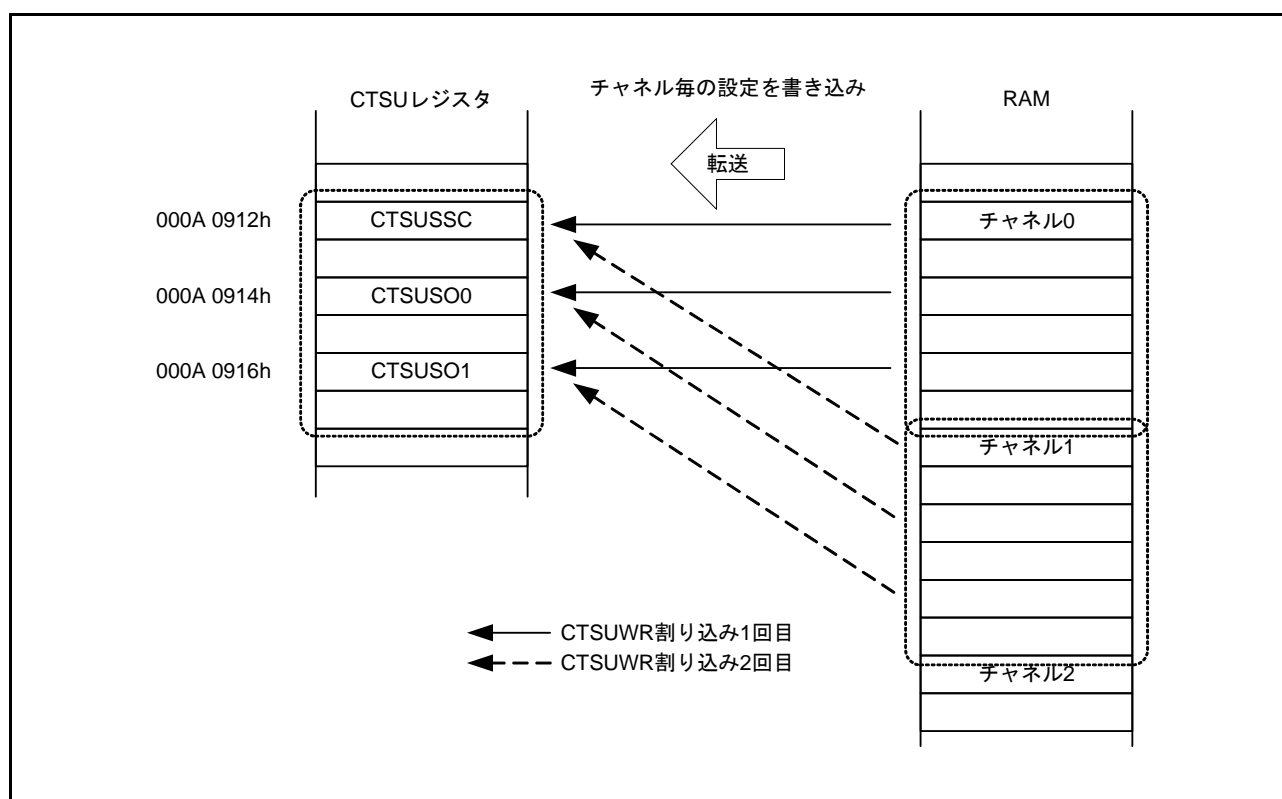 チャネル毎の設定を書き込み
CTSUレジスタ
RAM
転送
000A 0912h
CTSUSSC
チャネル0
000A 0914h
CTSUSO0
000A 0916h
CTSUSO1
チャネル1
CTSUWR割り込み1回目
CTSUWR割り込み2回目
チャネル2